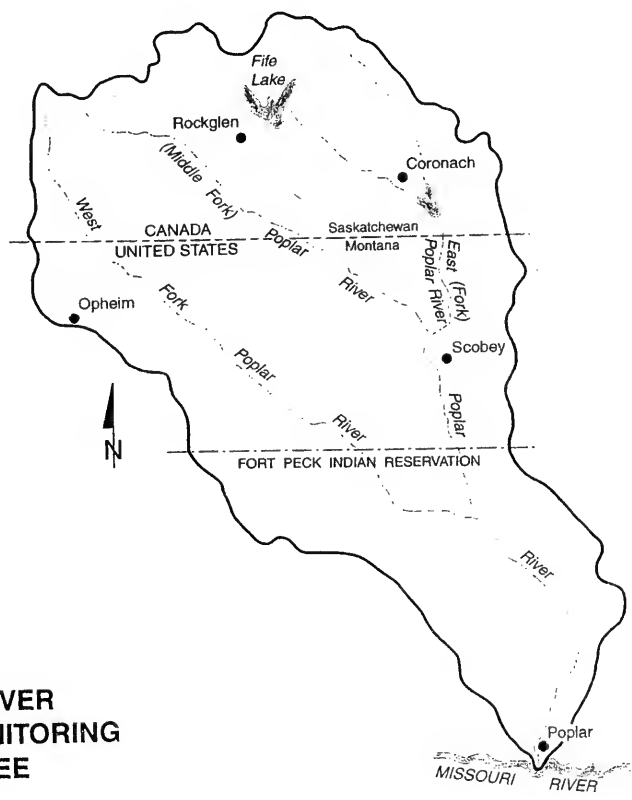 Fife
Lake
Rockglen
Coronach
(Middle Fork)
West
CANADA
Saskatchewan
UNITED STATES
Poplar
Montana
East (Fork)
Poplar River
River
Opheim
Fork
Scobey
Poplar
Poplar
River
N
FORT PECK INDIAN RESERVATION
River
VER
NITORING
EE
Poplar
MISSOURI RIVER